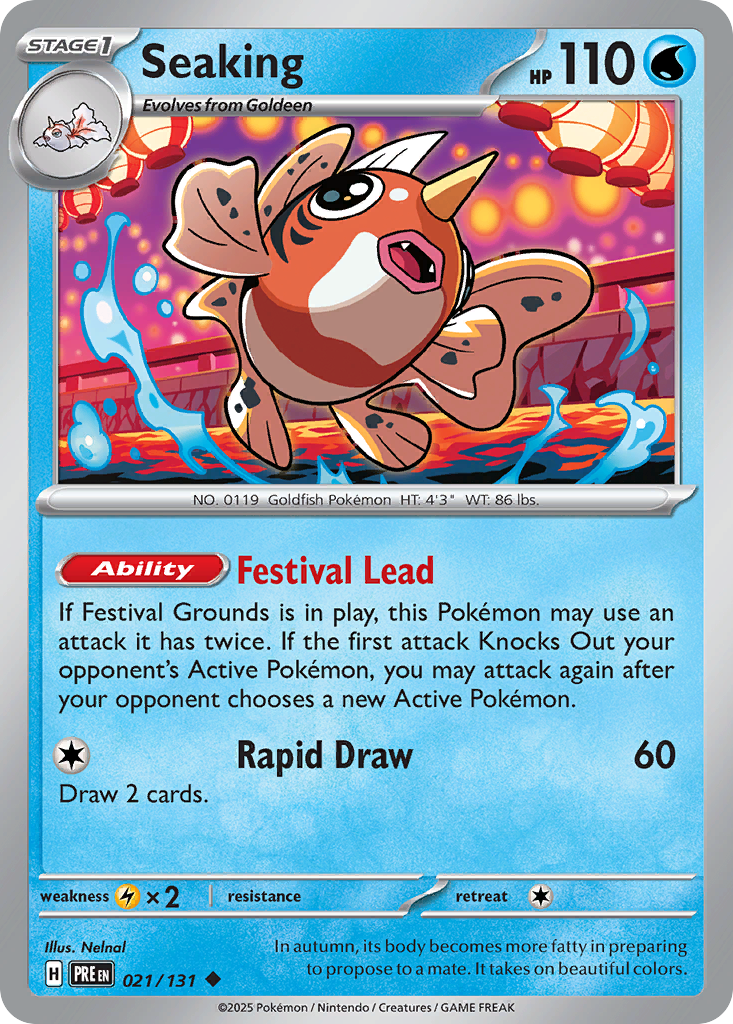 STAGE1
Seaking
HP 110
Evolves from Goldeen
NO. 0119 Goldfish Pokémon HT: 4'3" WT: 86 lbs.
Ability Festival Lead
If Festival Grounds is in play, this Pokémon may use an
attack it has twice. If the first attack Knocks Out your
opponent's Active Pokémon, you may attack again after
your opponent chooses a new Active Pokémon.
Rapid Draw 60
Draw 2 cards.
weakness ×2 resistance retreat
Illus. Nelnal
In autumn, its body becomes more fatty in preparing
to propose to a mate. It takes on beautiful colors.
H PRE EN 021/131
©2025 Pokémon / Nintendo / Creatures / GAME FREAK